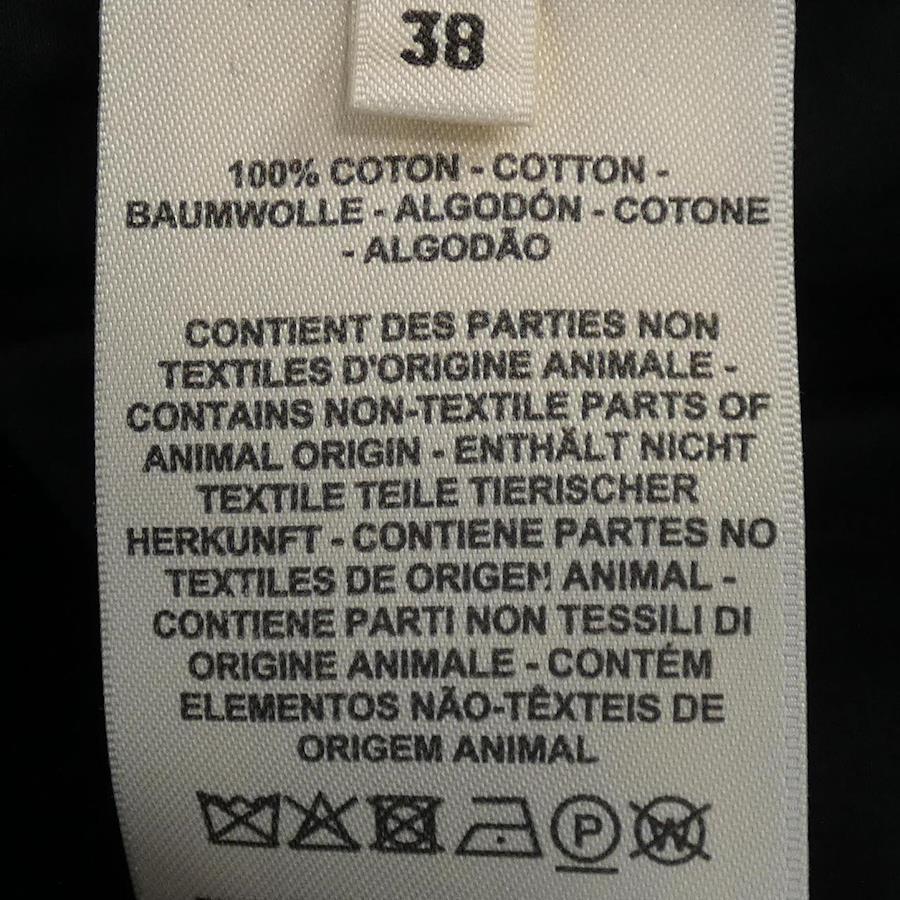 38
100% COTON - COTTON -
BAUMWOLLE - ALGODÓN - COTONE
- ALGODÃO
CONTIENT DES PARTIES NON
TEXTILES D'ORIGINE ANIMALE -
CONTAINS NON-TEXTILE PARTS OF
ANIMAL ORIGIN - ENTHÄLT NICHT
TEXTILE TEILE TIERISCHER
HERKUNFT - CONTIENE PARTES NO
TEXTILES DE ORIGEN ANIMAL -
CONTIENE PARTI NON TESSILI DI
ORIGINE ANIMALE - CONTÉM
ELEMENTOS NÃO-TÊXTEIS DE
ORIGEM ANIMAL
P W